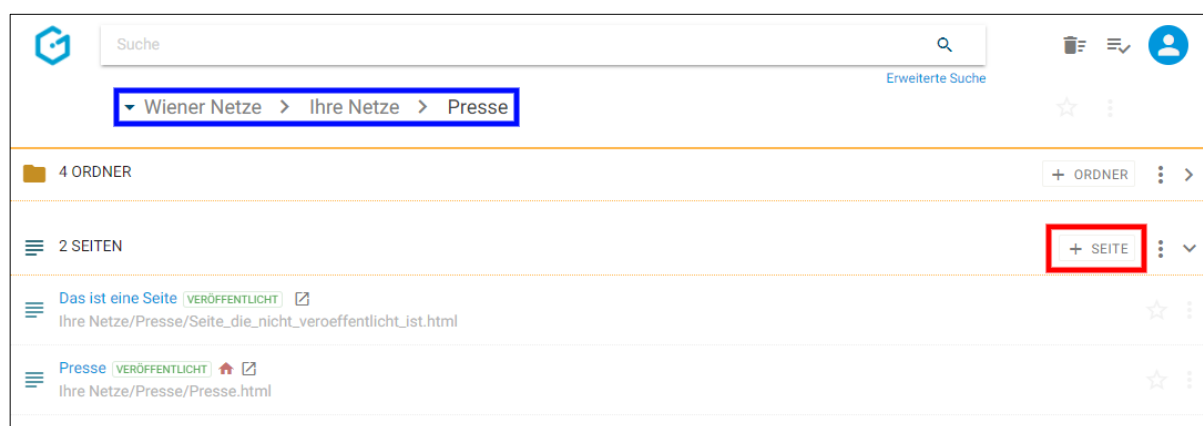 Suche
Erweiterte Suche
Wiener Netze > Ihre Netze > Presse
4 ORDNER + ORDNER
2 SEITEN + SEITE
Das ist eine Seite VERÖFFENTLICHT
Ihre Netze/Presse/Seite_die_nicht_veroeffentlicht_ist.html
Presse VERÖFFENTLICHT
Ihre Netze/Presse/Presse.html